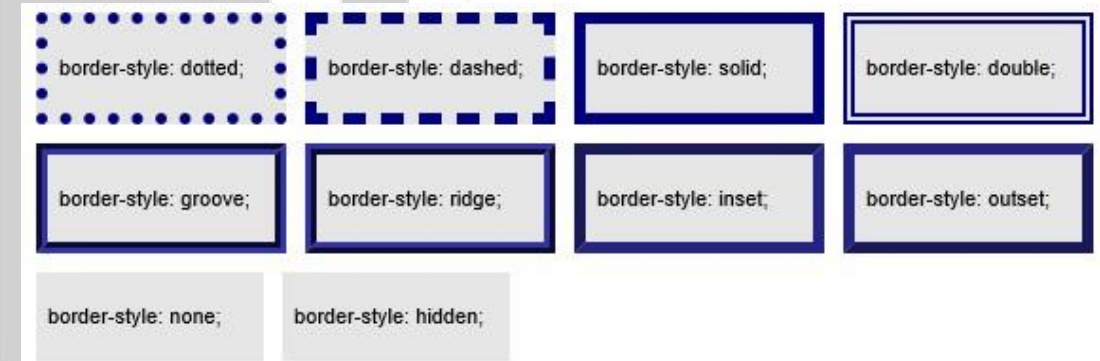 border-style: dotted; border-style: dashed; border-style: solid; border-style: double;
border-style: groove; border-style: ridge; border-style: inset; border-style: outset;
border-style: none; border-style: hidden;